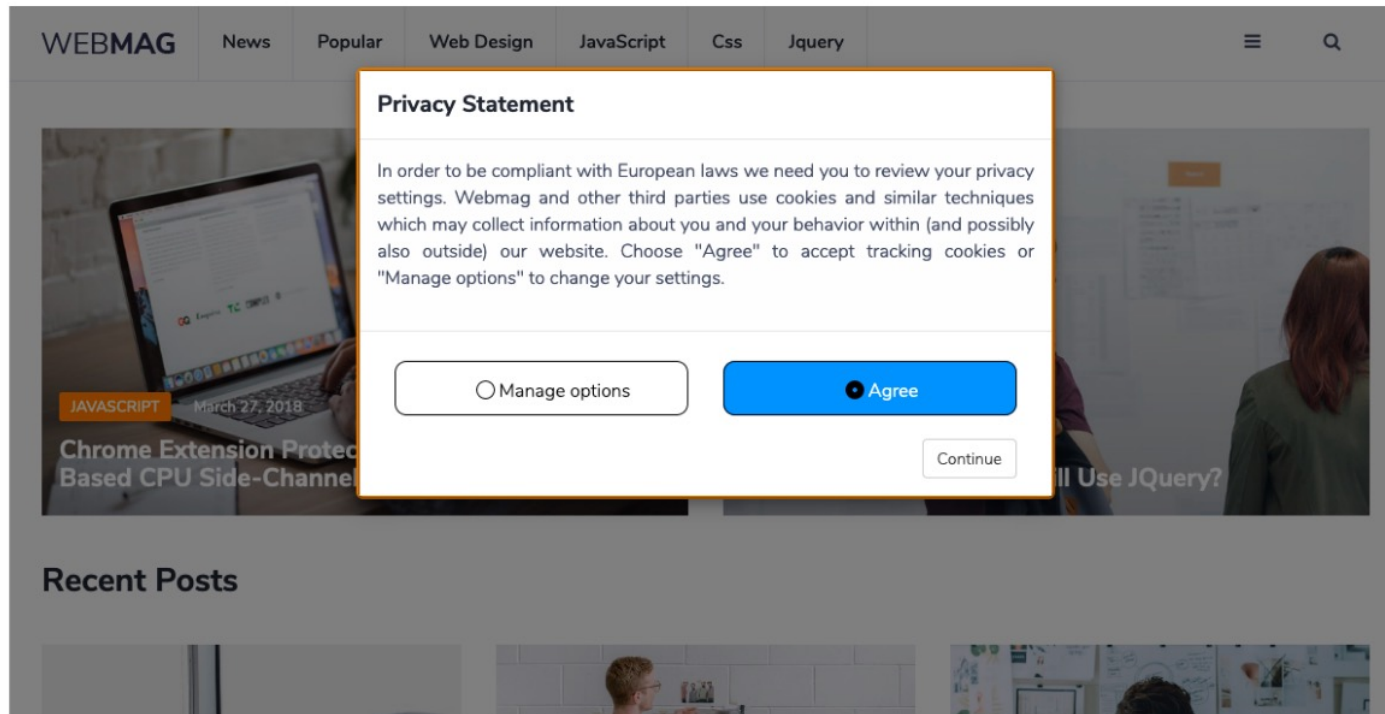 WEBMAG News Popular Web Design JavaScript Css Jquery
Privacy Statement
In order to be compliant with European laws we need you to review your privacy
settings. Webmag and other third parties use cookies and similar techniques
which may collect information about you and your behavior within (and possibly
also outside) our website. Choose "Agree" to accept tracking cookies or
"Manage options" to change your settings.
Manage options Agree
Continue
JAVASCRIPT March 27, 2018
Chrome Extension Protec
Based CPU Side-Channel
ill Use JQuery?
Recent Posts